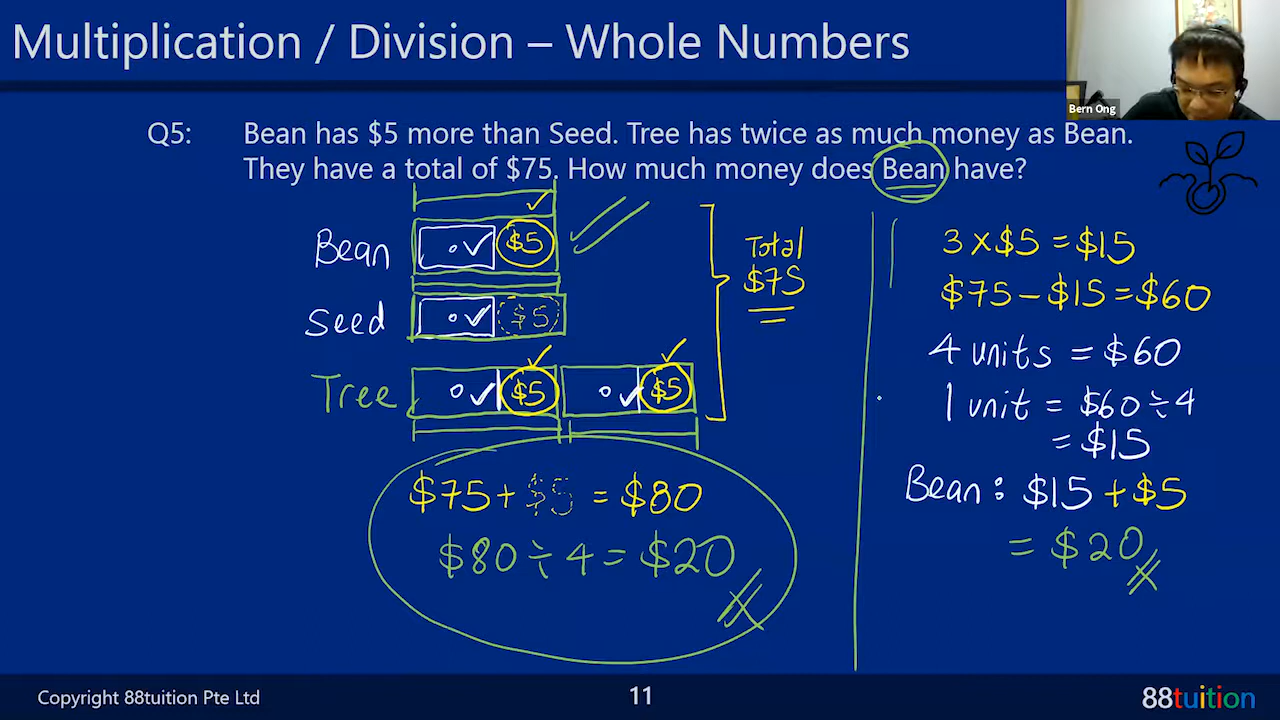 Multiplication / Division – Whole Numbers
Bern Ong
Q5: Bean has $5 more than Seed. Tree has twice as much money as Bean.
They have a total of $75. How much money does Bean have?
Bean $5
Seed $5
Tree $5 $5
Total
$75
$75 + $5 = $80
$80 ÷ 4 = $20
3 x $5 = $15
$75 – $15 = $60
4 units = $60
1 unit = $60 ÷ 4
= $15
Bean: $15 + $5
= $20
Copyright 88tuition Pte Ltd
11
88tuition